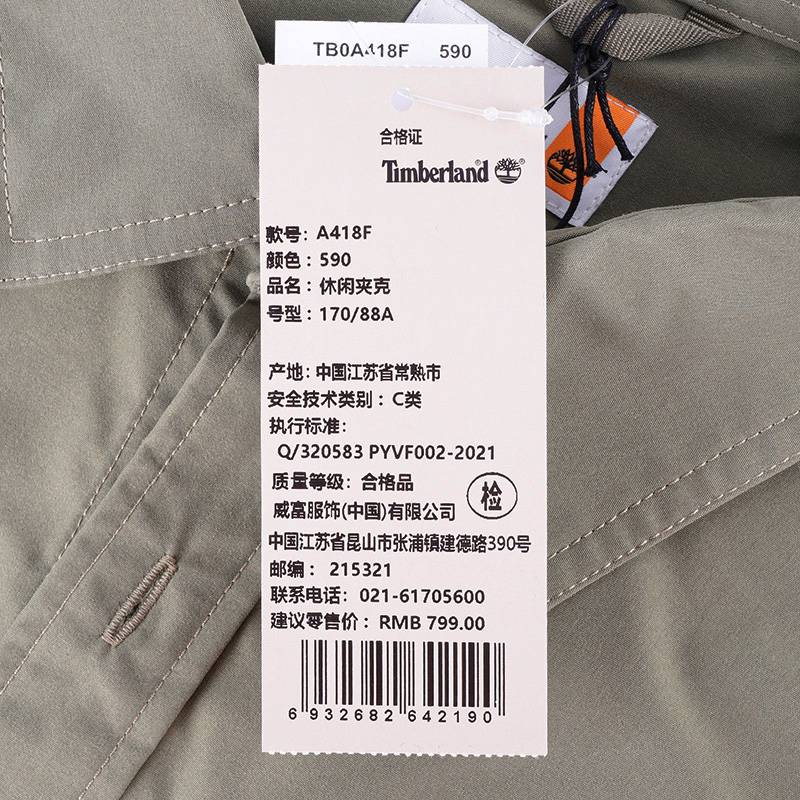 TB0A418F 590
合格证
Timberland
款号: A418F
颜色: 590
品名: 休闲夹克
号型: 170/88A
产地: 中国江苏省常熟市
安全技术类别: C类
执行标准:
Q/320583 PYVF002-2021
质量等级: 合格品
检
威富服饰(中国)有限公司
中国江苏省昆山市张浦镇建德路390号
邮编: 215321
联系电话: 021-61705600
建议零售价: RMB 799.00
6 932682 642190